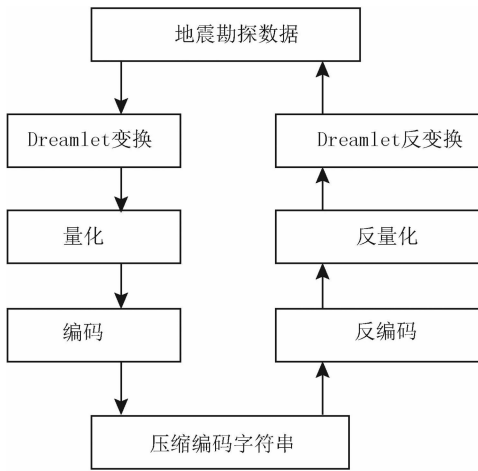 地震勘探数据
Dreamlet变换
Dreamlet反变换
量化
反量化
编码
反编码
压缩编码字符串